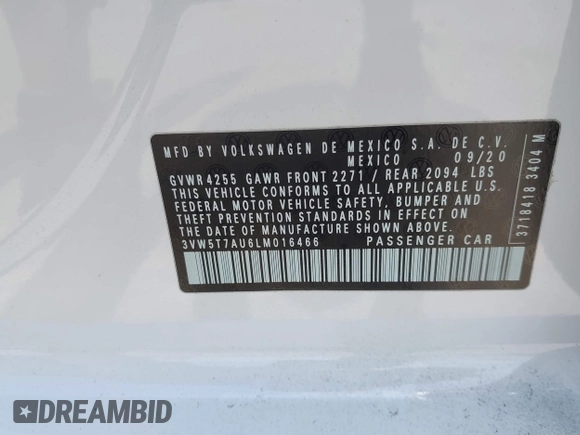 MFD BY VOLKSWAGEN DE MEXICO S.A. DE C.V.
MEXICO 09/20
GVWR 4255 GAWR FRONT 2271 / REAR 2094 LBS
THIS VEHICLE CONFORMS TO ALL APPLICABLE U.S.
FEDERAL MOTOR VEHICLE SAFETY, BUMPER AND
THEFT PREVENTION STANDARDS IN EFFECT ON
THE DATE OF MANUFACTURE SHOWN ABOVE.
3VW5T7AU6LM016466 PASSENGER CAR
3718418 3404 M
DREAMBID